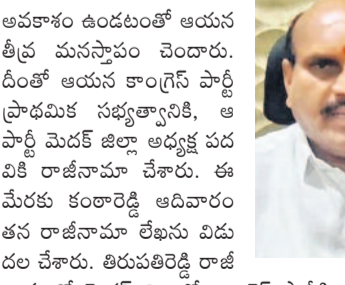 అవకాశం ఉండటంతో ఆయన
తీవ్ర మనస్తాపం చెందారు.
దీంతో ఆయన కాంగ్రెస్ పార్టీ
ప్రాథమిక సభ్యత్వానికి, ఆ
పార్టీ మెదక్ జిల్లా అధ్యక్ష పద
వికి రాజీనామా చేశారు. ఈ
మేరకు కంఠారెడ్డి ఆదివారం
తన రాజీనామా లేఖను విడు
దల చేశారు. తిరుపతిరెడ్డి రాజీ